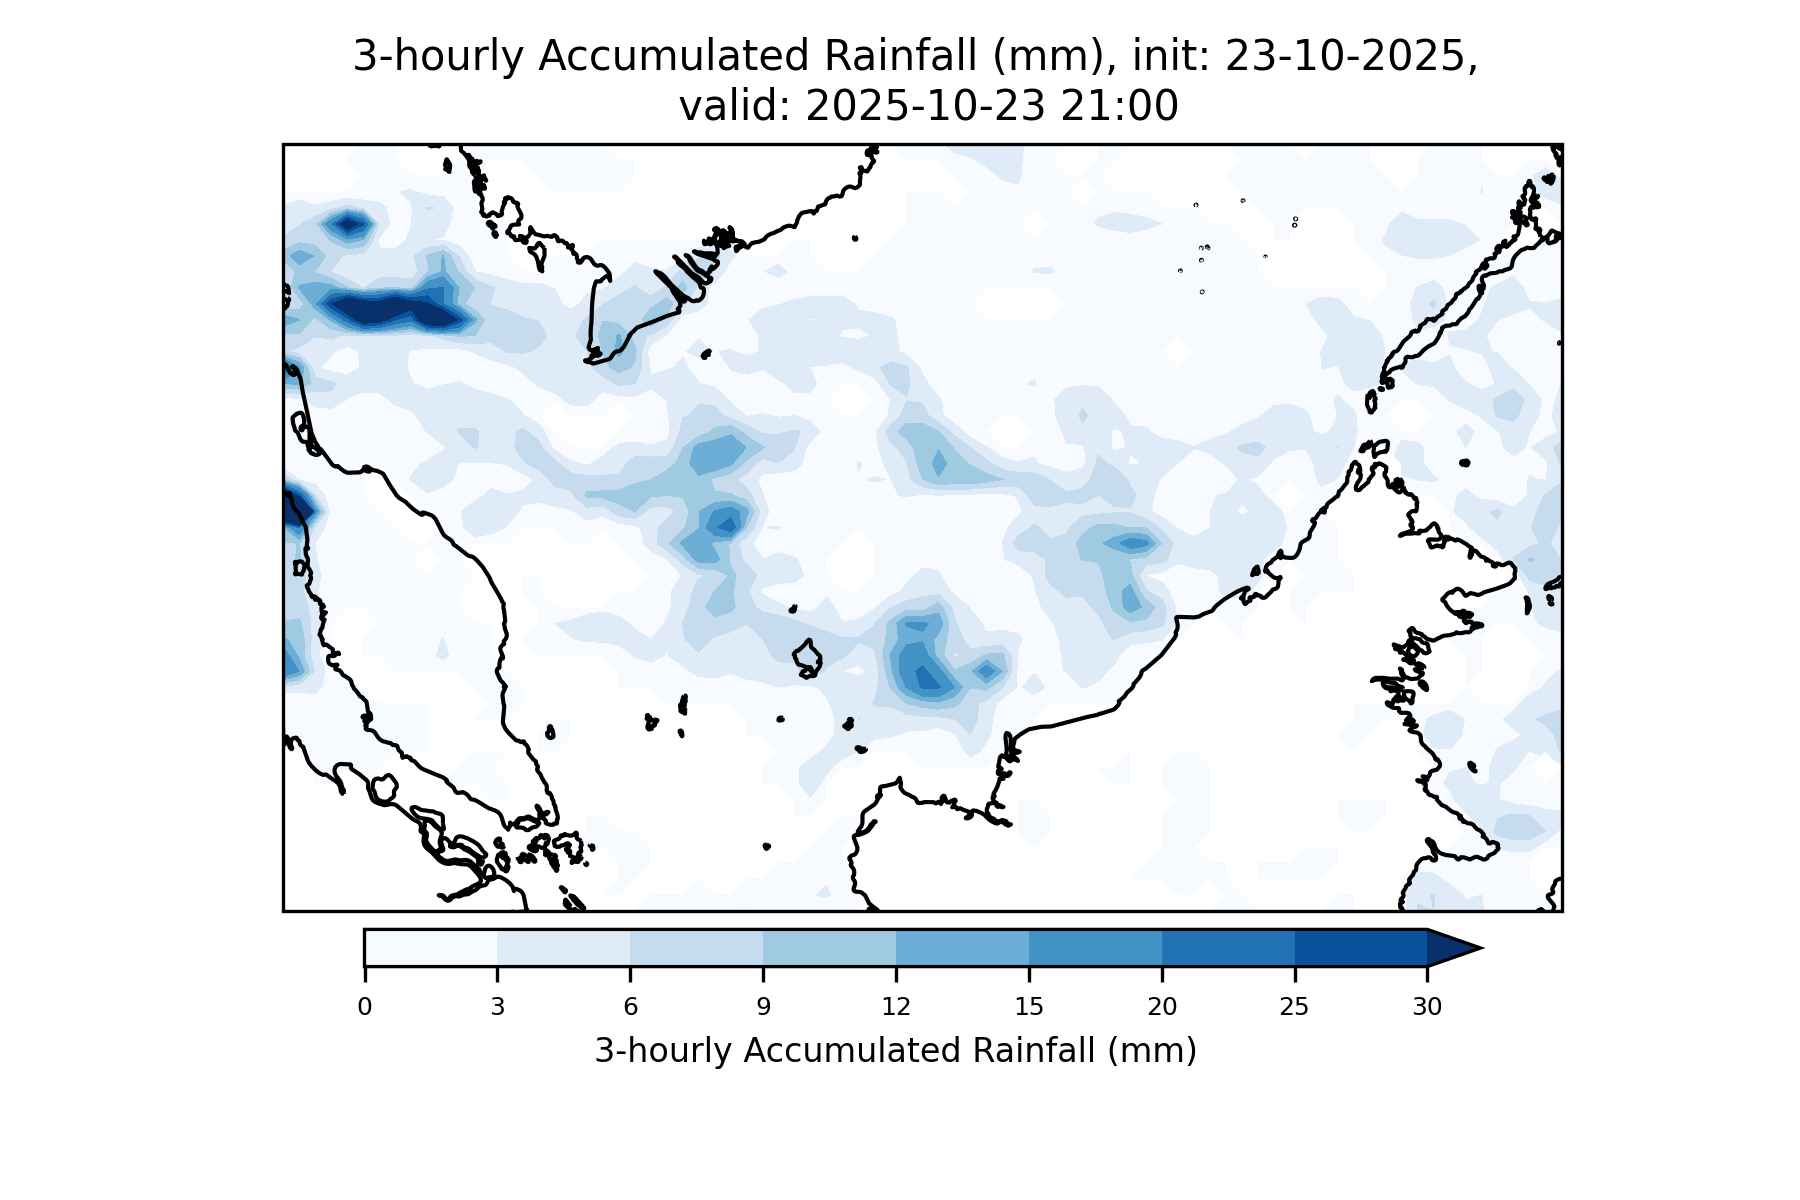 3-hourly Accumulated Rainfall (mm), init: 23-10-2025,
valid: 2025-10-23 21:00
0 3 6 9 12 15 20 25 30
3-hourly Accumulated Rainfall (mm)